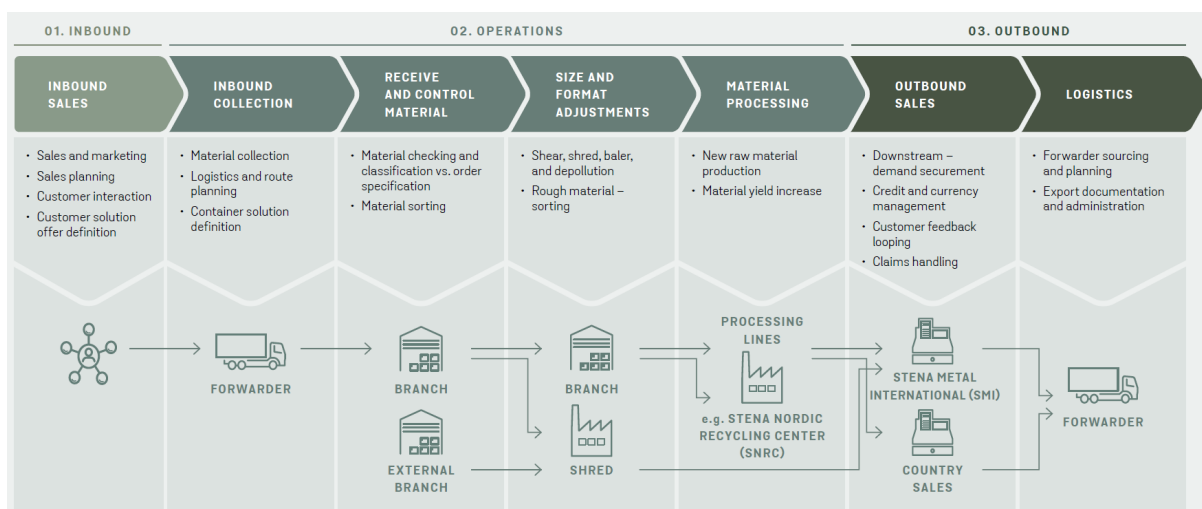 01. INBOUND
02. OPERATIONS
03. OUTBOUND
INBOUND
SALES
INBOUND
COLLECTION
RECEIVE
AND CONTROL
MATERIAL
SIZE AND
FORMAT
ADJUSTMENTS
MATERIAL
PROCESSING
OUTBOUND
SALES
LOGISTICS
• Sales and marketing
• Sales planning
• Customer interaction
• Customer solution
offer definition
• Material collection
• Logistics and route
planning
• Container solution
definition
• Material checking and
classification vs. order
specification
• Material sorting
• Shear, shred, baler,
and depollution
• Rough material –
sorting
• New raw material
production
• Material yield increase
• Downstream –
demand securement
• Credit and currency
management
• Customer feedback
looping
• Claims handling
• Forwarder sourcing
and planning
• Export documentation
and administration
FORWARDER
BRANCH
EXTERNAL
BRANCH
BRANCH
SHRED
PROCESSING
LINES
e.g. STENA NORDIC
RECYCLING CENTER
(SNRC)
STENA METAL
INTERNATIONAL (SMI)
COUNTRY
SALES
FORWARDER